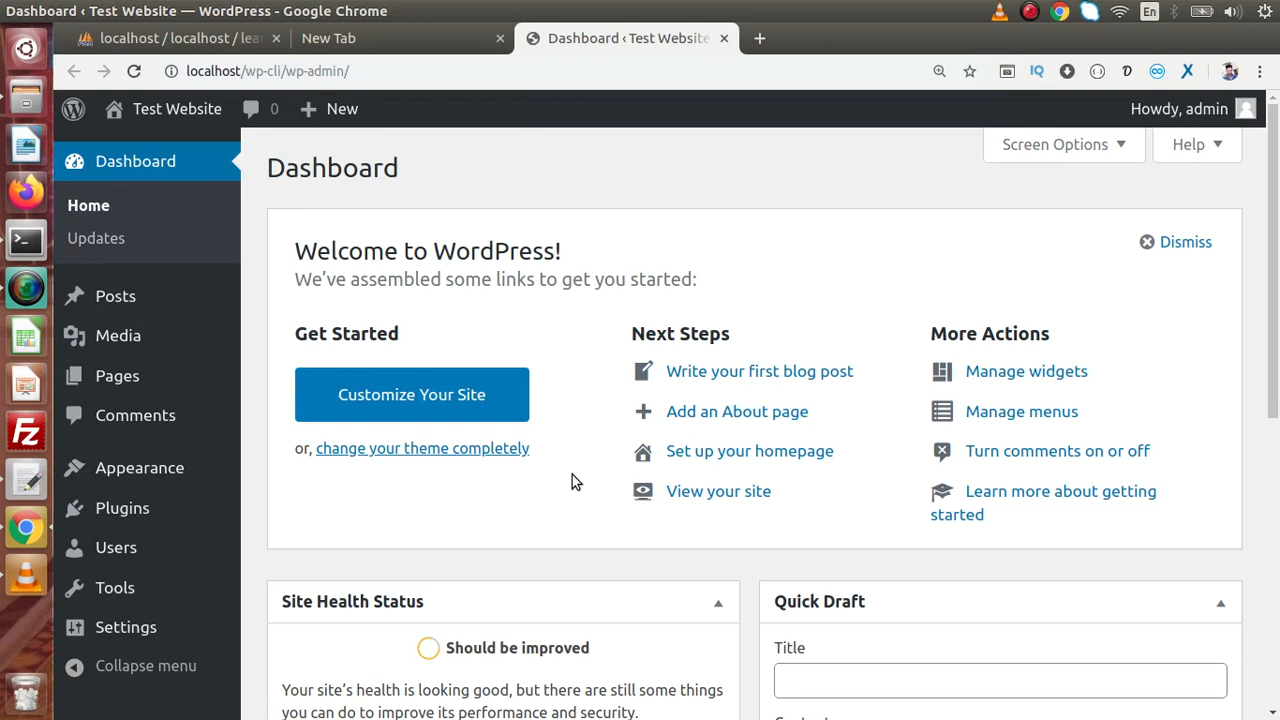 Dashboard ‹ Test Website — WordPress - Google Chrome
En
localhost / localhost / lea
New Tab
Dashboard ‹ Test Website
localhost/wp-cli/wp-admin/
Test Website
0
New
Howdy, admin
Dashboard
Home
Updates
Posts
Media
Pages
Comments
Appearance
Plugins
Users
Tools
Settings
Collapse menu
Screen Options
Help
Dashboard
Welcome to WordPress!
We’ve assembled some links to get you started:
Dismiss
Get Started
Customize Your Site
or, change your theme completely
Next Steps
Write your first blog post
Add an About page
Set up your homepage
View your site
More Actions
Manage widgets
Manage menus
Turn comments on or off
Learn more about getting
started
Site Health Status
Should be improved
Your site’s health is looking good, but there are still some things
you can do to improve its performance and security.
Quick Draft
Title